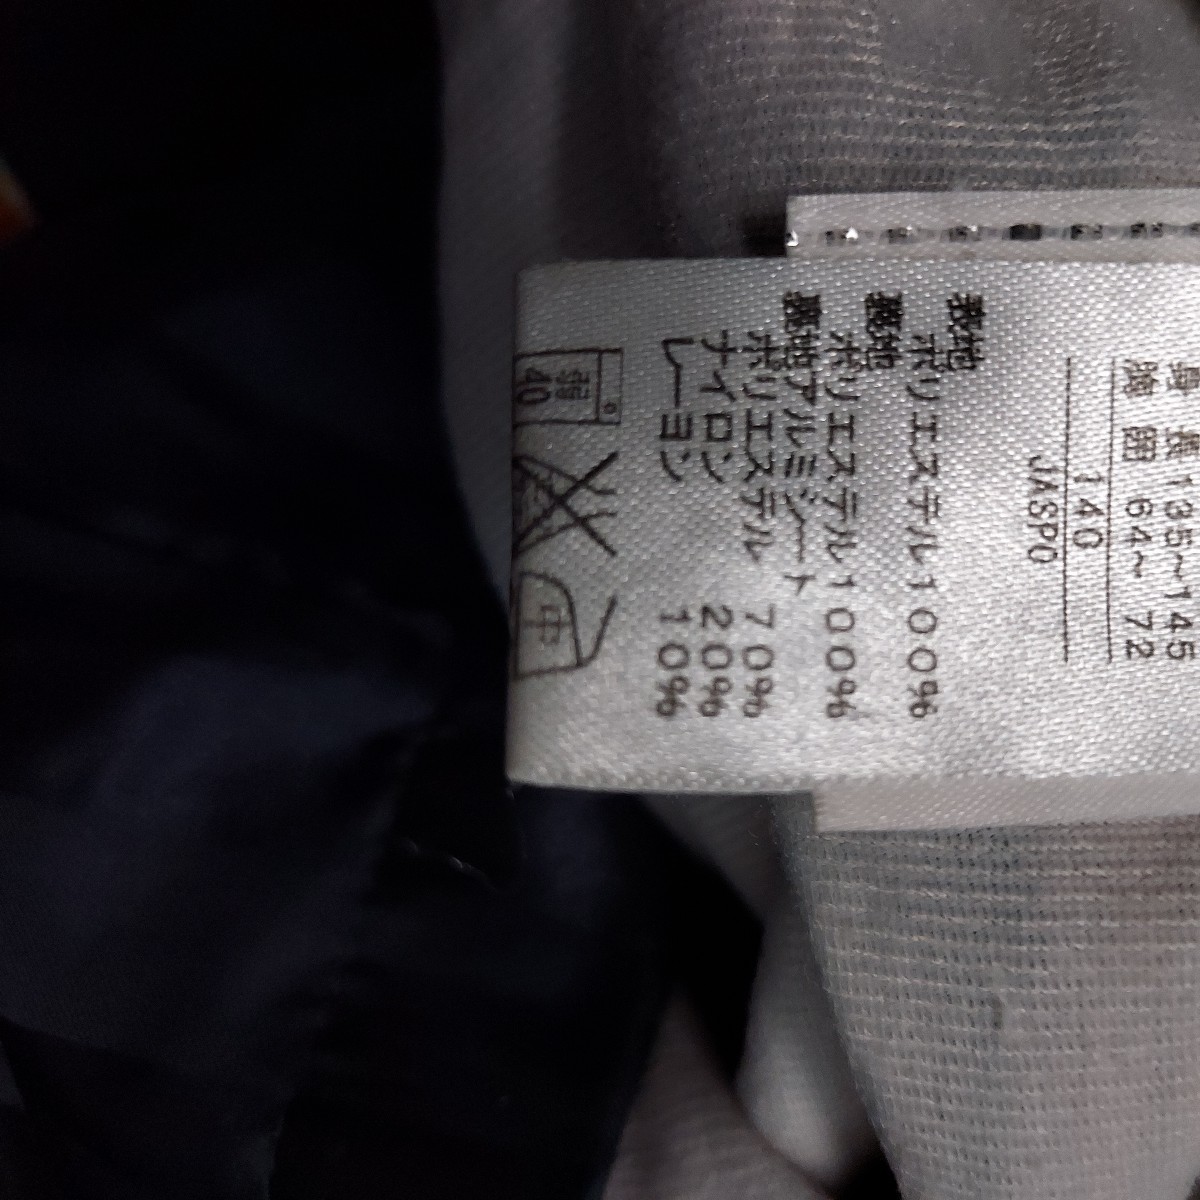 身長135~145
胸囲 64~ 72
140
JASPO
表地
ポリエステル100%
裏地
ポリエステル100%
裏地アルミシート
ポリエステル 70%
ナイロン 20%
レーヨン 10%
弱
40
中